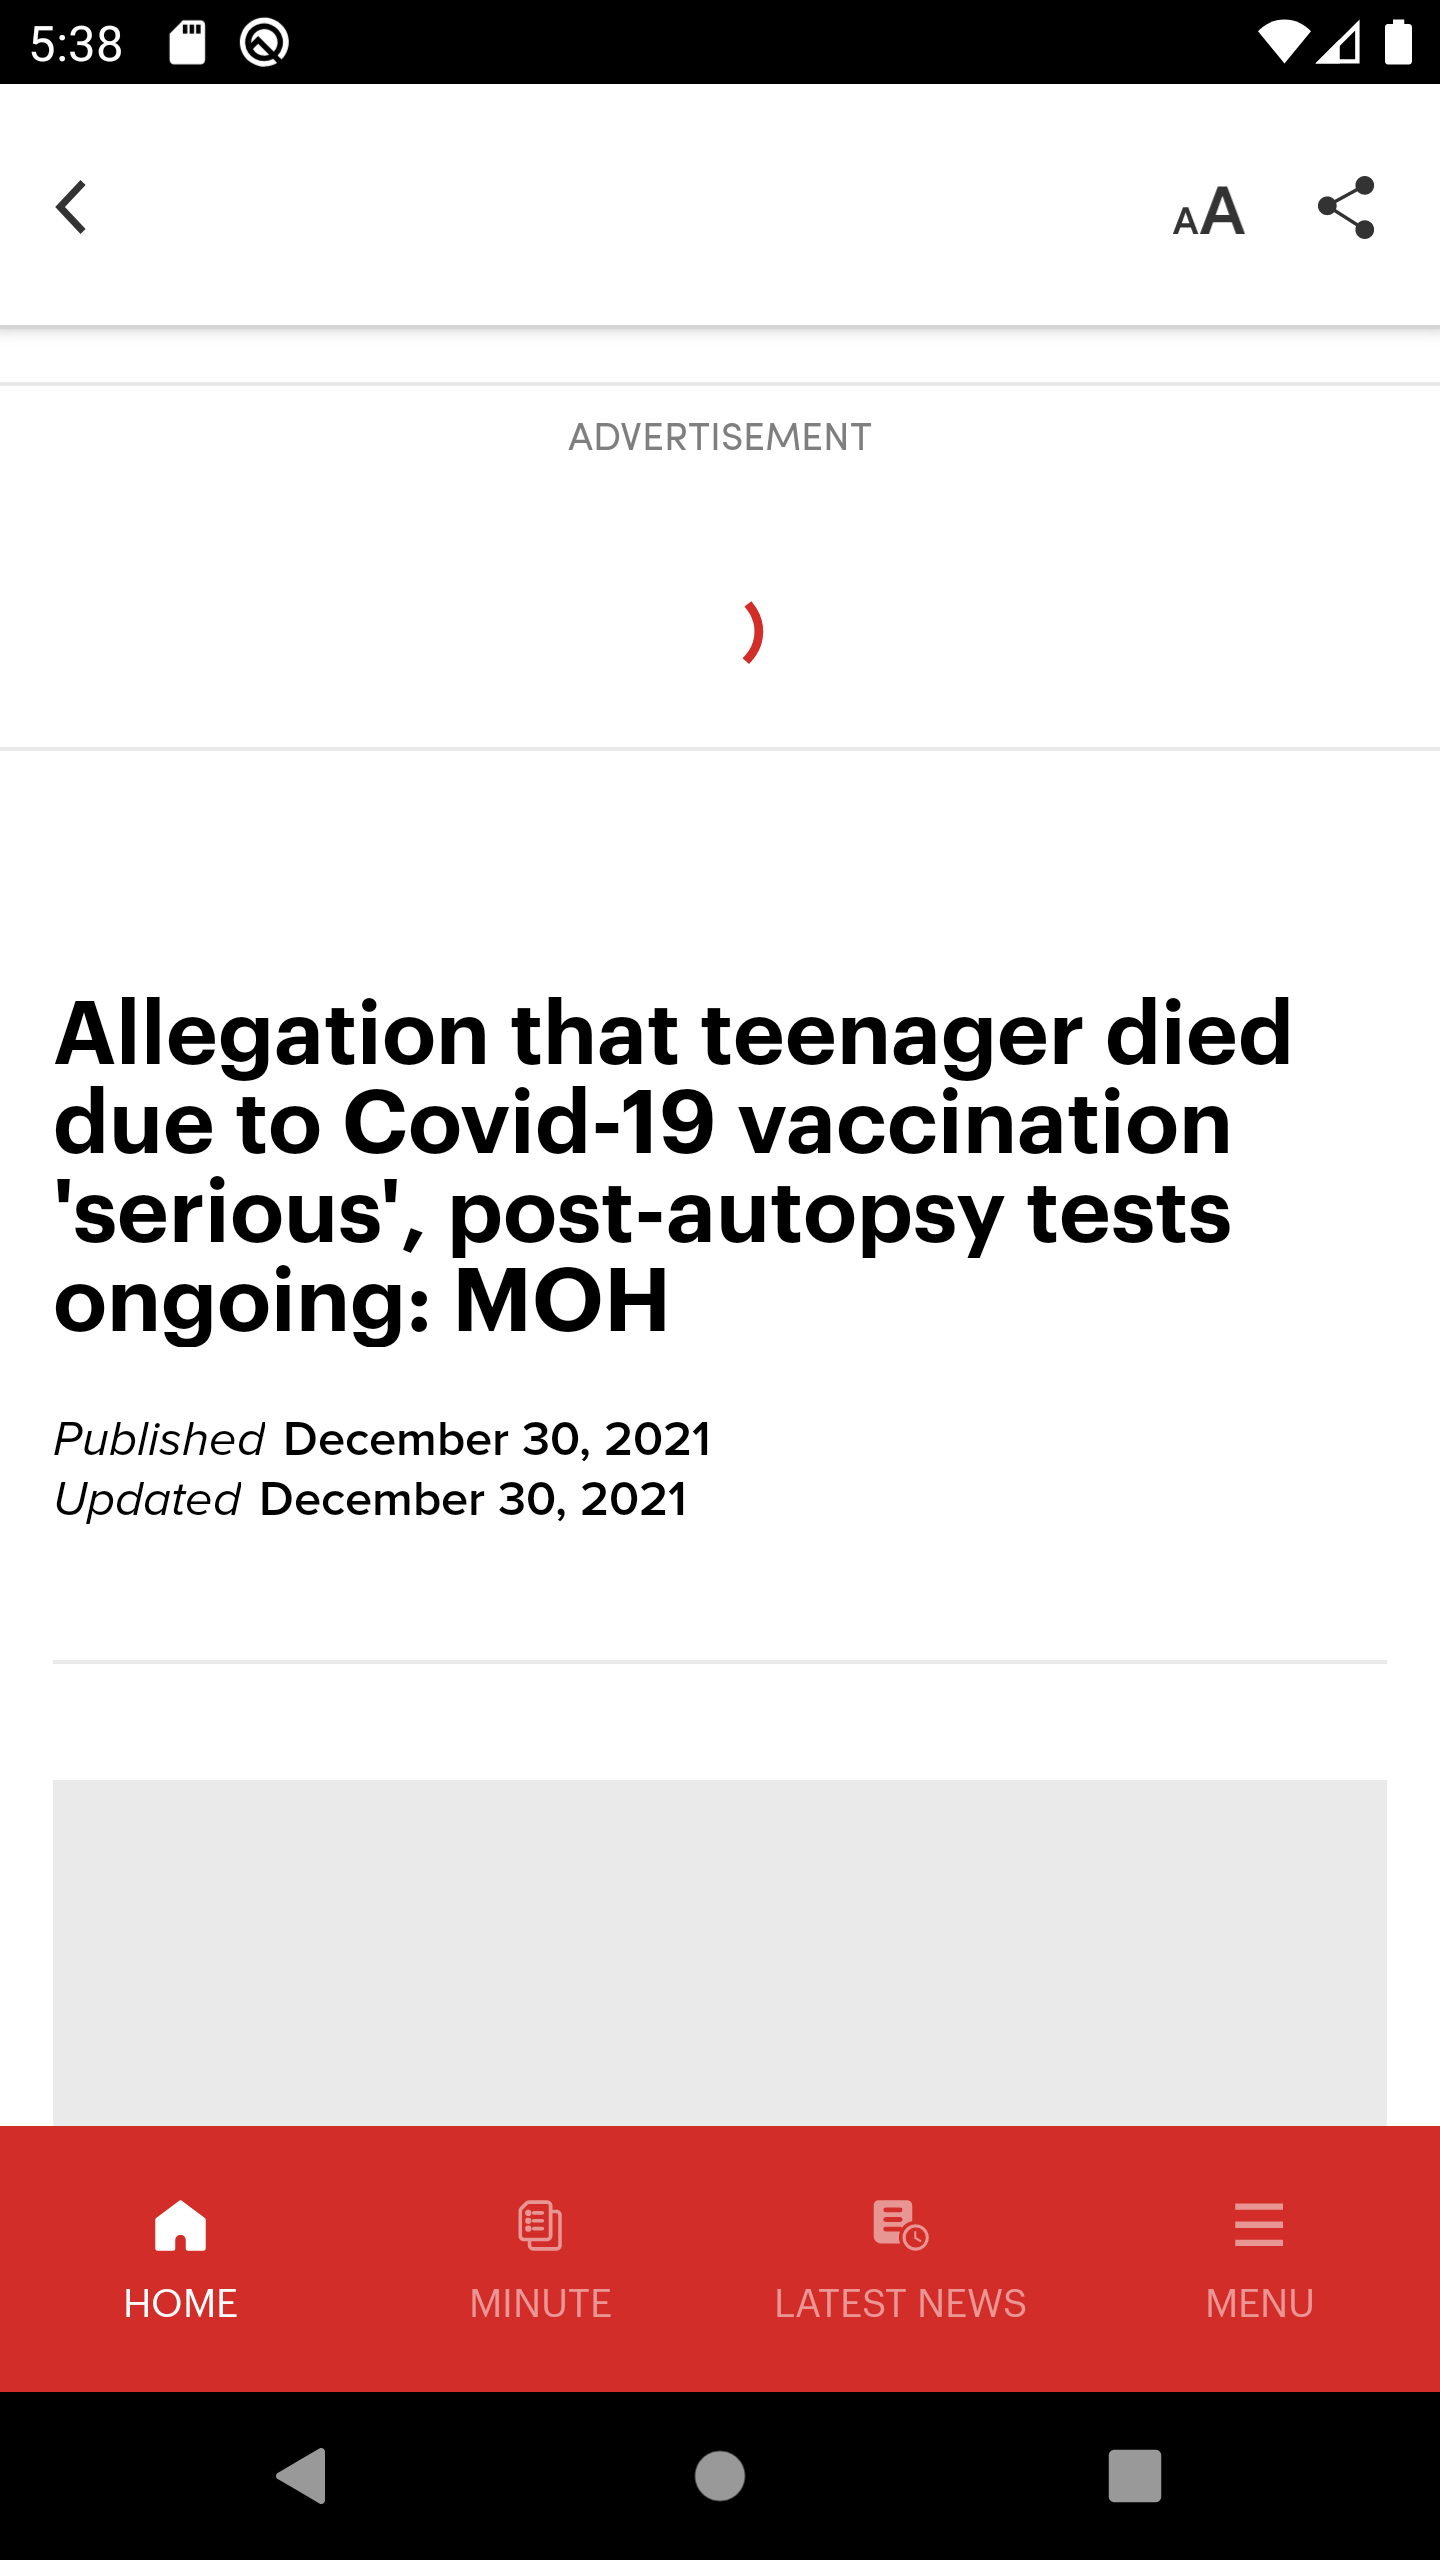 5:38
AA
ADVERTISEMENT
Allegation that teenager died
due to Covid-19 vaccination
'serious', post-autopsy tests
ongoing: MOH
Published December 30, 2021
Updated December 30, 2021
HOME
MINUTE
LATEST NEWS
MENU